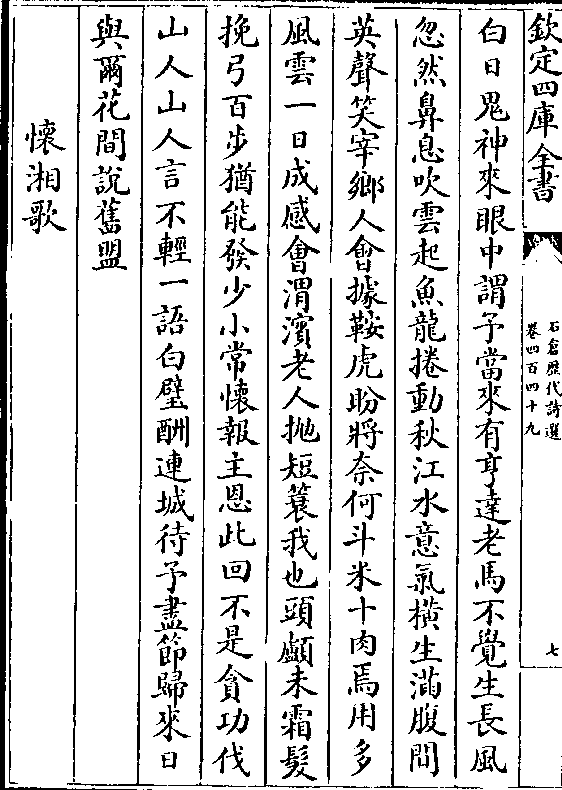 欽定四庫全書
石倉歷代詩選
卷四百四十九
七
白日鬼神來眼中謂予當來有亨達老馬不覺生長風
忽然鼻息吹雲起魚龍捲動秋江水意氣橫生滿腹間
英聲笑宰鄉人會據鞍虎盼將奈何斗米十肉焉用多
風雲一日成感會渭濱老人拋短蓑我也頭顱未霜髮
挽弓百步猶能發少小常懷報主恩此回不是貪功伐
山人山人言不輕一語白璧酬連城待予盡節歸來日
與爾花間說舊盟
懷湘歌